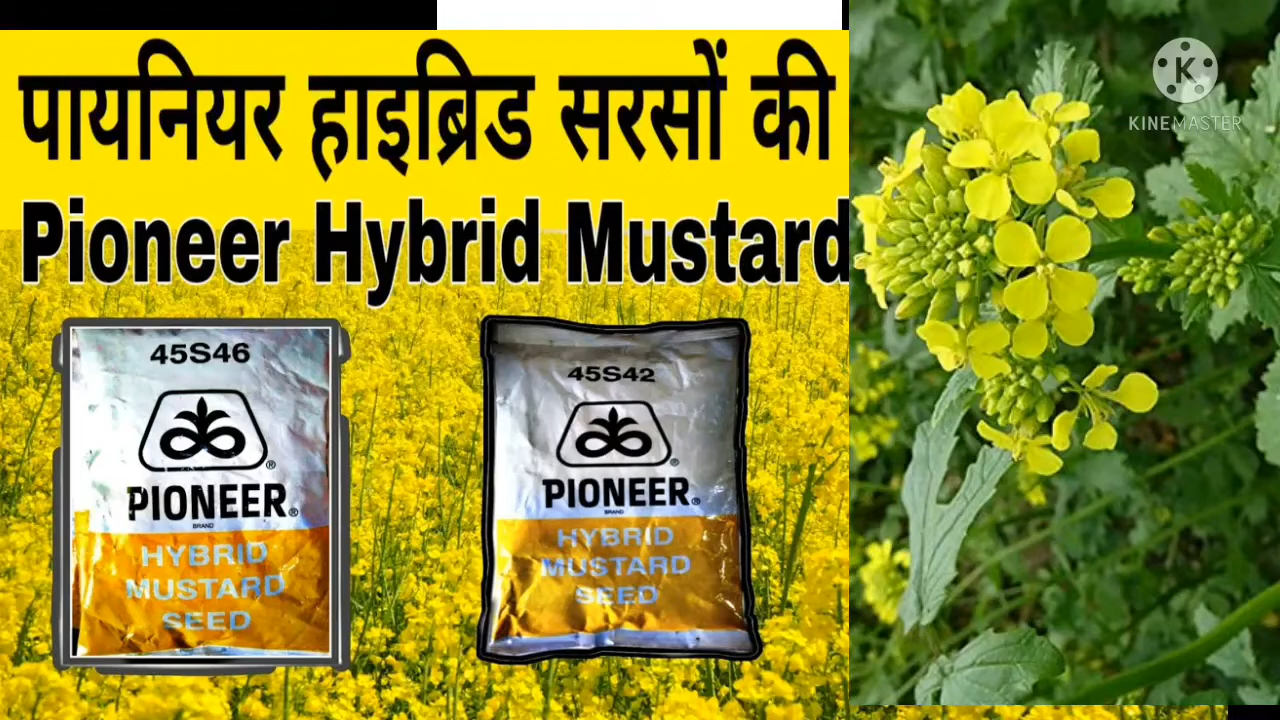 पायनियर हाइब्रिड सरसों की
Pioneer Hybrid Mustard
45S46
PIONEER®
BRAND
HYBRID
MUSTARD
SEED
45S42
PIONEER®
BRAND
HYBRID
MUSTARD
SEED
K
KINEMASTER